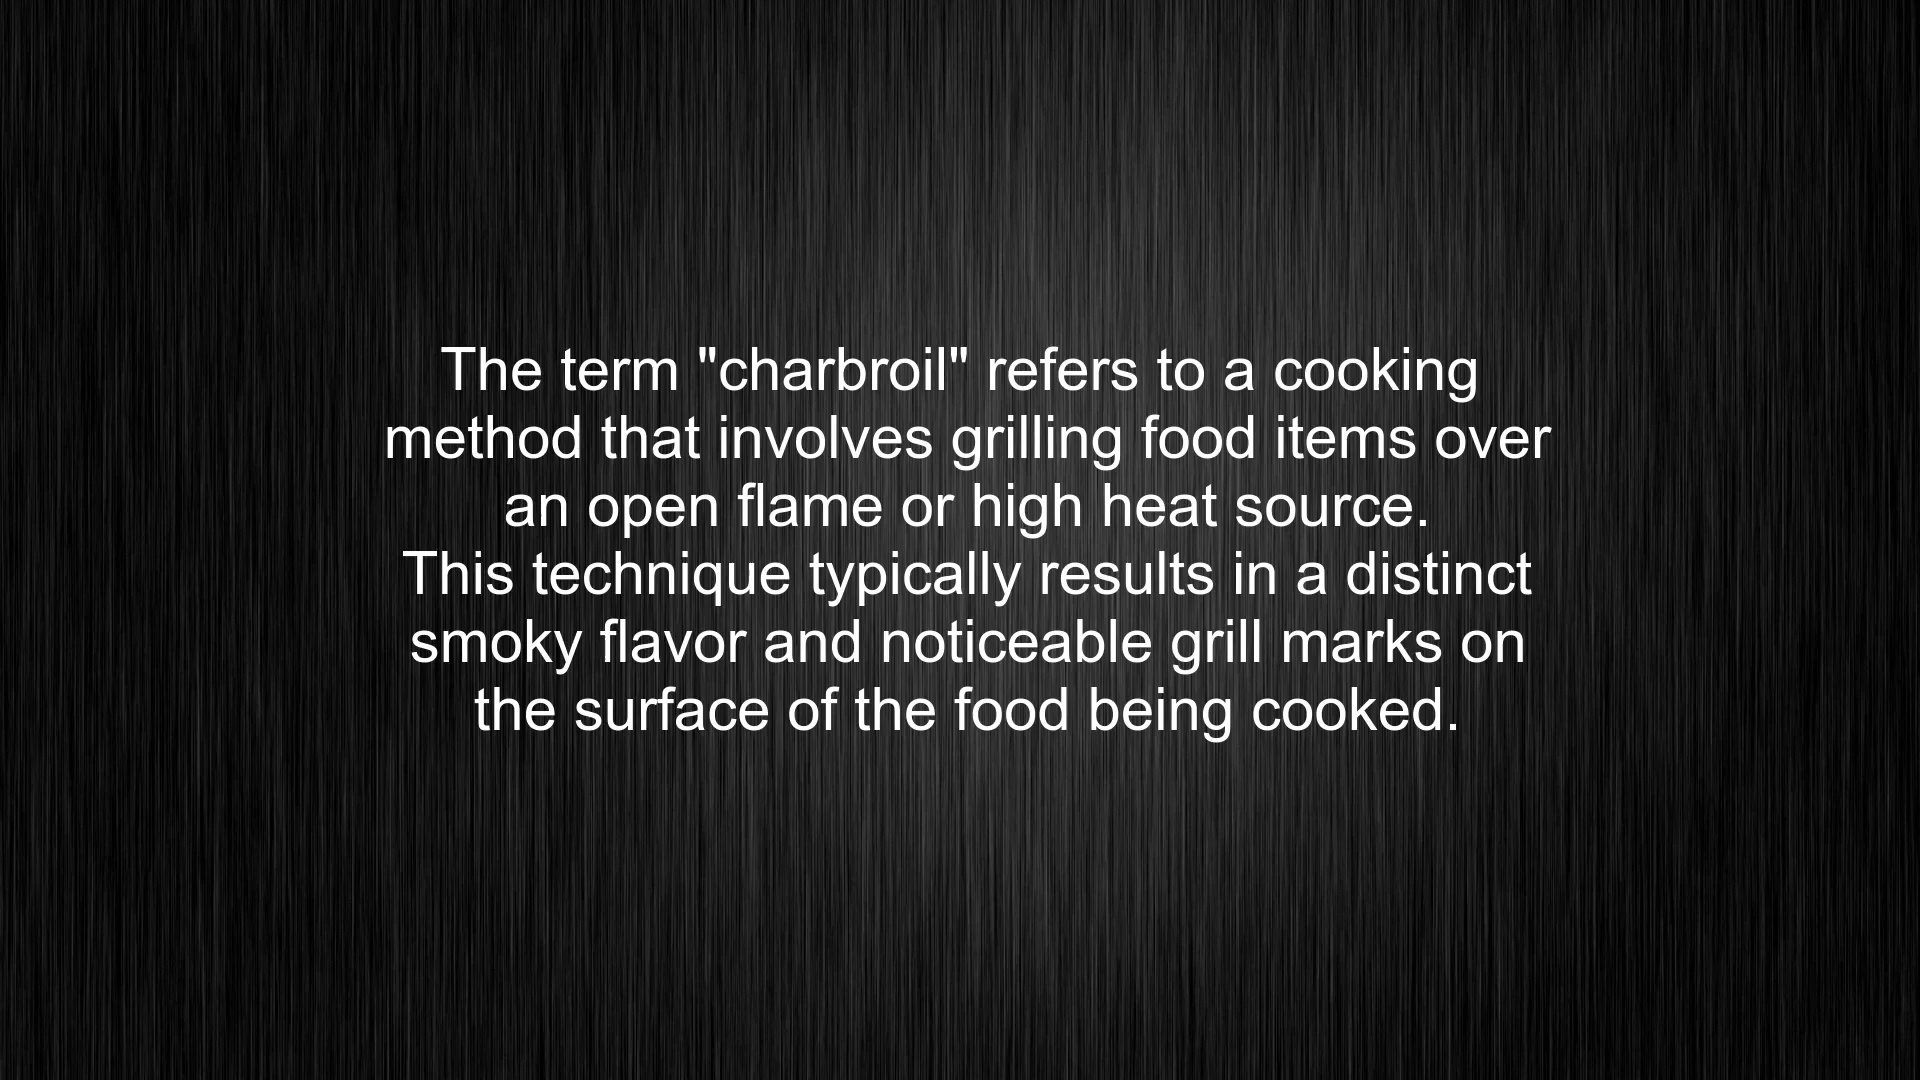 The term "charbroil" refers to a cooking
method that involves grilling food items over
an open flame or high heat source.
This technique typically results in a distinct
smoky flavor and noticeable grill marks on
the surface of the food being cooked.